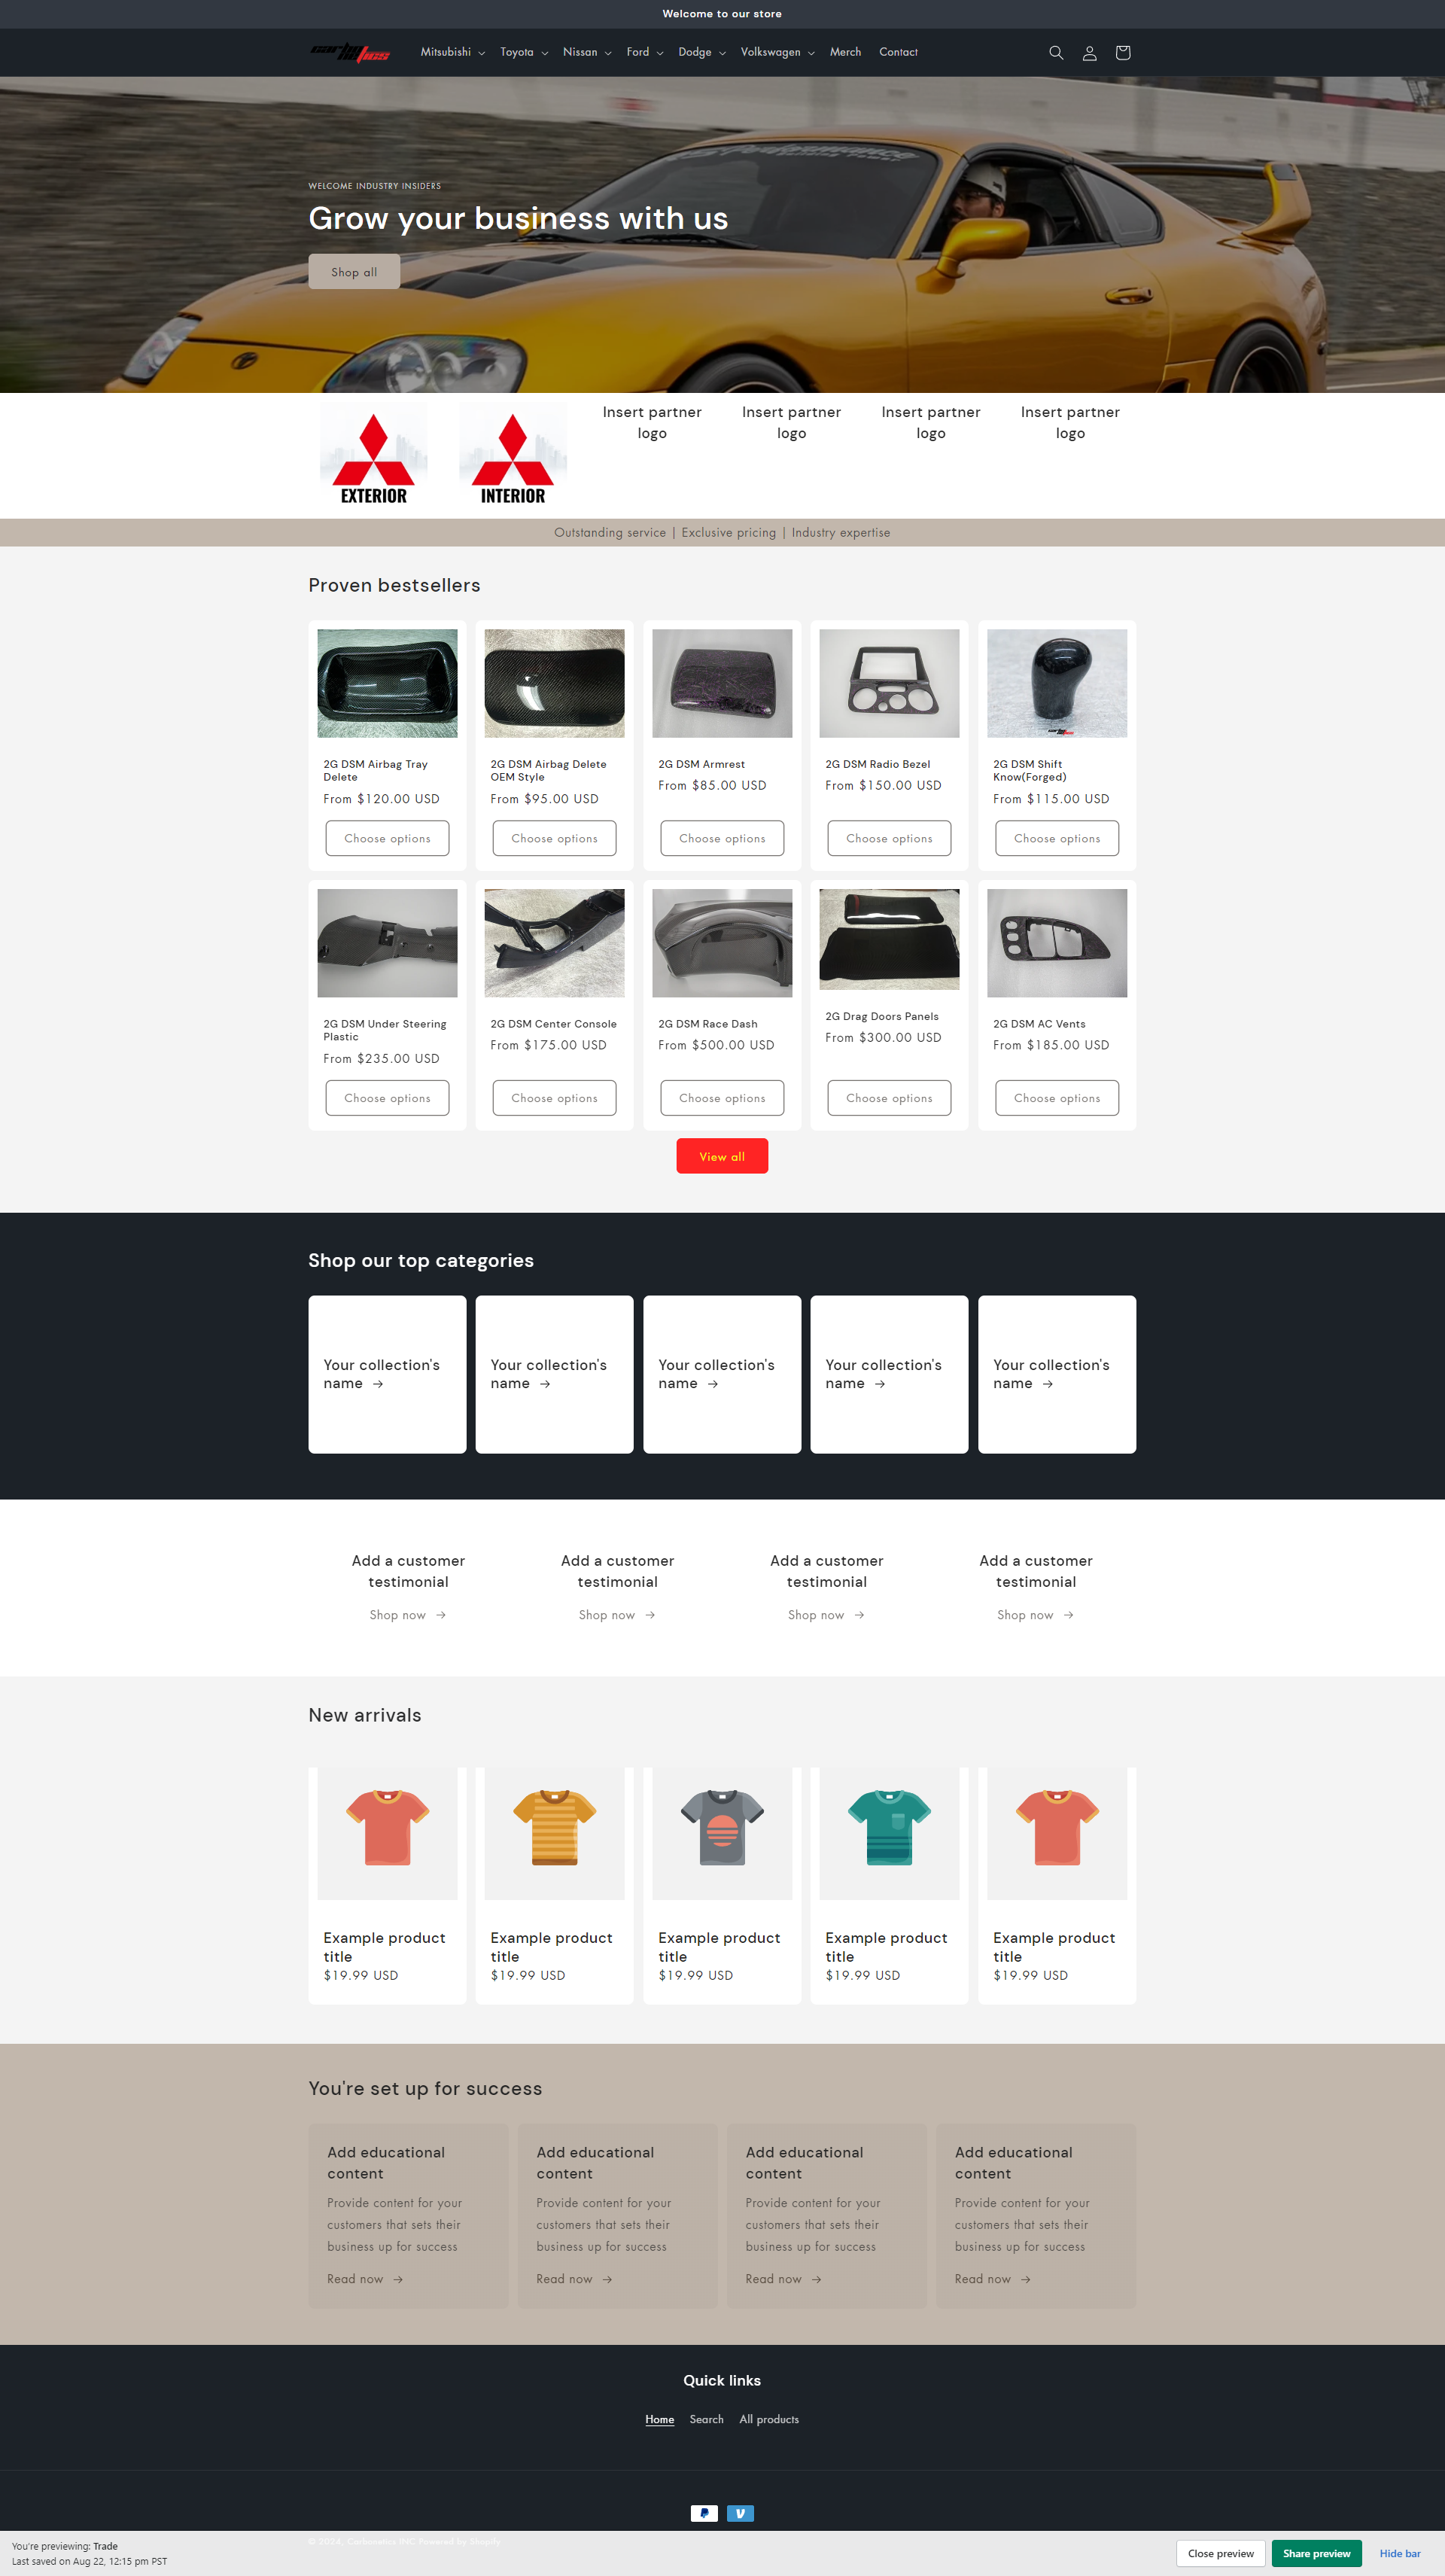 Welcome to our store
Mitsubishi Toyota Nissan Ford Dodge Volkswagen Merch Contact
WELCOME INDUSTRY INSIDERS
Grow your business with us
Shop all
EXTERIOR
INTERIOR
Insert partner
logo
Insert partner
logo
Insert partner
logo
Insert partner
logo
Outstanding service | Exclusive pricing | Industry expertise
Proven bestsellers
2G DSM Airbag Tray
Delete
From $120.00 USD
Choose options
2G DSM Airbag Delete
OEM Style
From $95.00 USD
Choose options
2G DSM Armrest
From $85.00 USD
Choose options
2G DSM Radio Bezel
From $150.00 USD
Choose options
2G DSM Shift
Know(Forged)
From $115.00 USD
Choose options
2G DSM Under Steering
Plastic
From $235.00 USD
Choose options
2G DSM Center Console
From $175.00 USD
Choose options
2G DSM Race Dash
From $500.00 USD
Choose options
2G Drag Doors Panels
From $300.00 USD
Choose options
2G DSM AC Vents
From $185.00 USD
Choose options
View all
Shop our top categories
Your collection's
name
Your collection's
name
Your collection's
name
Your collection's
name
Your collection's
name
Add a customer
testimonial
Shop now
Add a customer
testimonial
Shop now
Add a customer
testimonial
Shop now
Add a customer
testimonial
Shop now
New arrivals
Example product
title
$19.99 USD
Example product
title
$19.99 USD
Example product
title
$19.99 USD
Example product
title
$19.99 USD
Example product
title
$19.99 USD
You're set up for success
Add educational
content
Provide content for your
customers that sets their
business up for success
Read now
Add educational
content
Provide content for your
customers that sets their
business up for success
Read now
Add educational
content
Provide content for your
customers that sets their
business up for success
Read now
Add educational
content
Provide content for your
customers that sets their
business up for success
Read now
Quick links
Home Search All products
© 2024, Carbonetics INC Powered by Shopify
You're previewing: Trade
Last saved on Aug 22, 12:15 pm PST
Close preview
Share preview
Hide bar